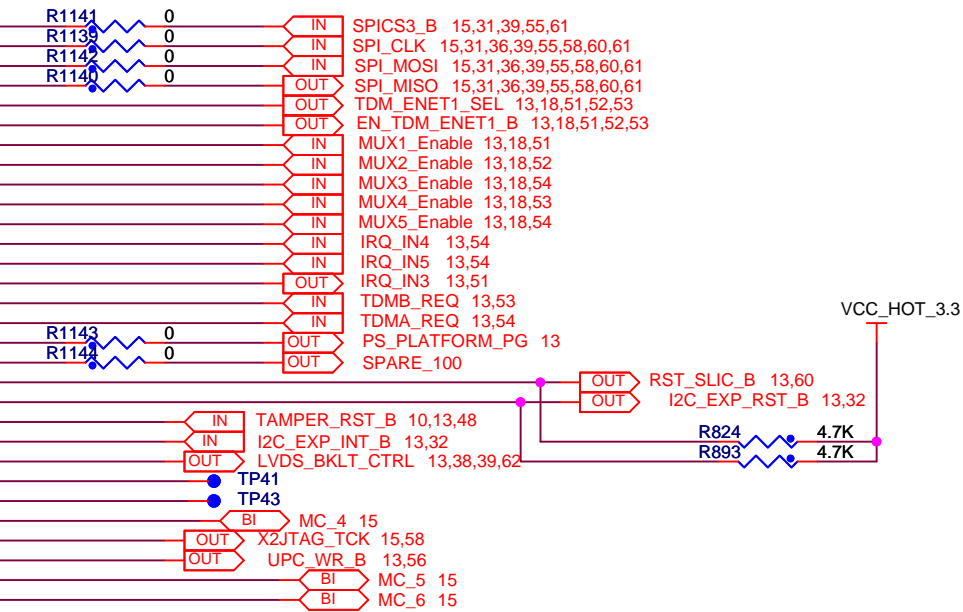 R1141 0 IN SPICS3_B 15,31,39,55,61
R1139 0 IN SPI_CLK 15,31,36,39,55,58,60,61
R1142 0 IN SPI_MOSI 15,31,36,39,55,58,60,61
R1140 0 OUT SPI_MISO 15,31,36,39,55,58,60,61
OUT TDM_ENET1_SEL 13,18,51,52,53
OUT EN_TDM_ENET1_B 13,18,51,52,53
IN MUX1_Enable 13,18,51
IN MUX2_Enable 13,18,52
IN MUX3_Enable 13,18,54
IN MUX4_Enable 13,18,53
IN MUX5_Enable 13,18,54
IN IRQ_IN4 13,54
IN IRQ_IN5 13,54
OUT IRQ_IN3 13,51
IN TDMB_REQ 13,53
VCC_HOT_3.3
IN TDMA_REQ 13,54
R1143 0 OUT PS_PLATFORM_PG 13
R1144 0 OUT SPARE_100
OUT RST_SLIC_B 13,60
OUT I2C_EXP_RST_B 13,32
IN TAMPER_RST_B 10,13,48
R824 4.7K
IN I2C_EXP_INT_B 13,32
R893 4.7K
OUT LVDS_BKLT_CTRL 13,38,39,62
TP41
TP43
BI MC_4 15
OUT X2JTAG_TCK 15,58
OUT UPC_WR_B 13,56
BI MC_5 15
BI MC_6 15